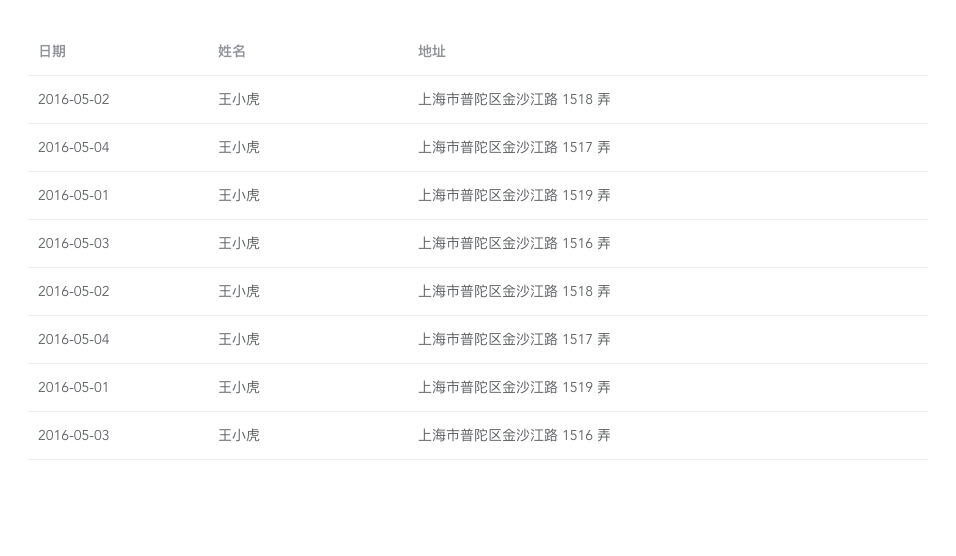 日期 姓名 地址
2016-05-02 王小虎 上海市普陀区金沙江路 1518 弄
2016-05-04 王小虎 上海市普陀区金沙江路 1517 弄
2016-05-01 王小虎 上海市普陀区金沙江路 1519 弄
2016-05-03 王小虎 上海市普陀区金沙江路 1516 弄
2016-05-02 王小虎 上海市普陀区金沙江路 1518 弄
2016-05-04 王小虎 上海市普陀区金沙江路 1517 弄
2016-05-01 王小虎 上海市普陀区金沙江路 1519 弄
2016-05-03 王小虎 上海市普陀区金沙江路 1516 弄